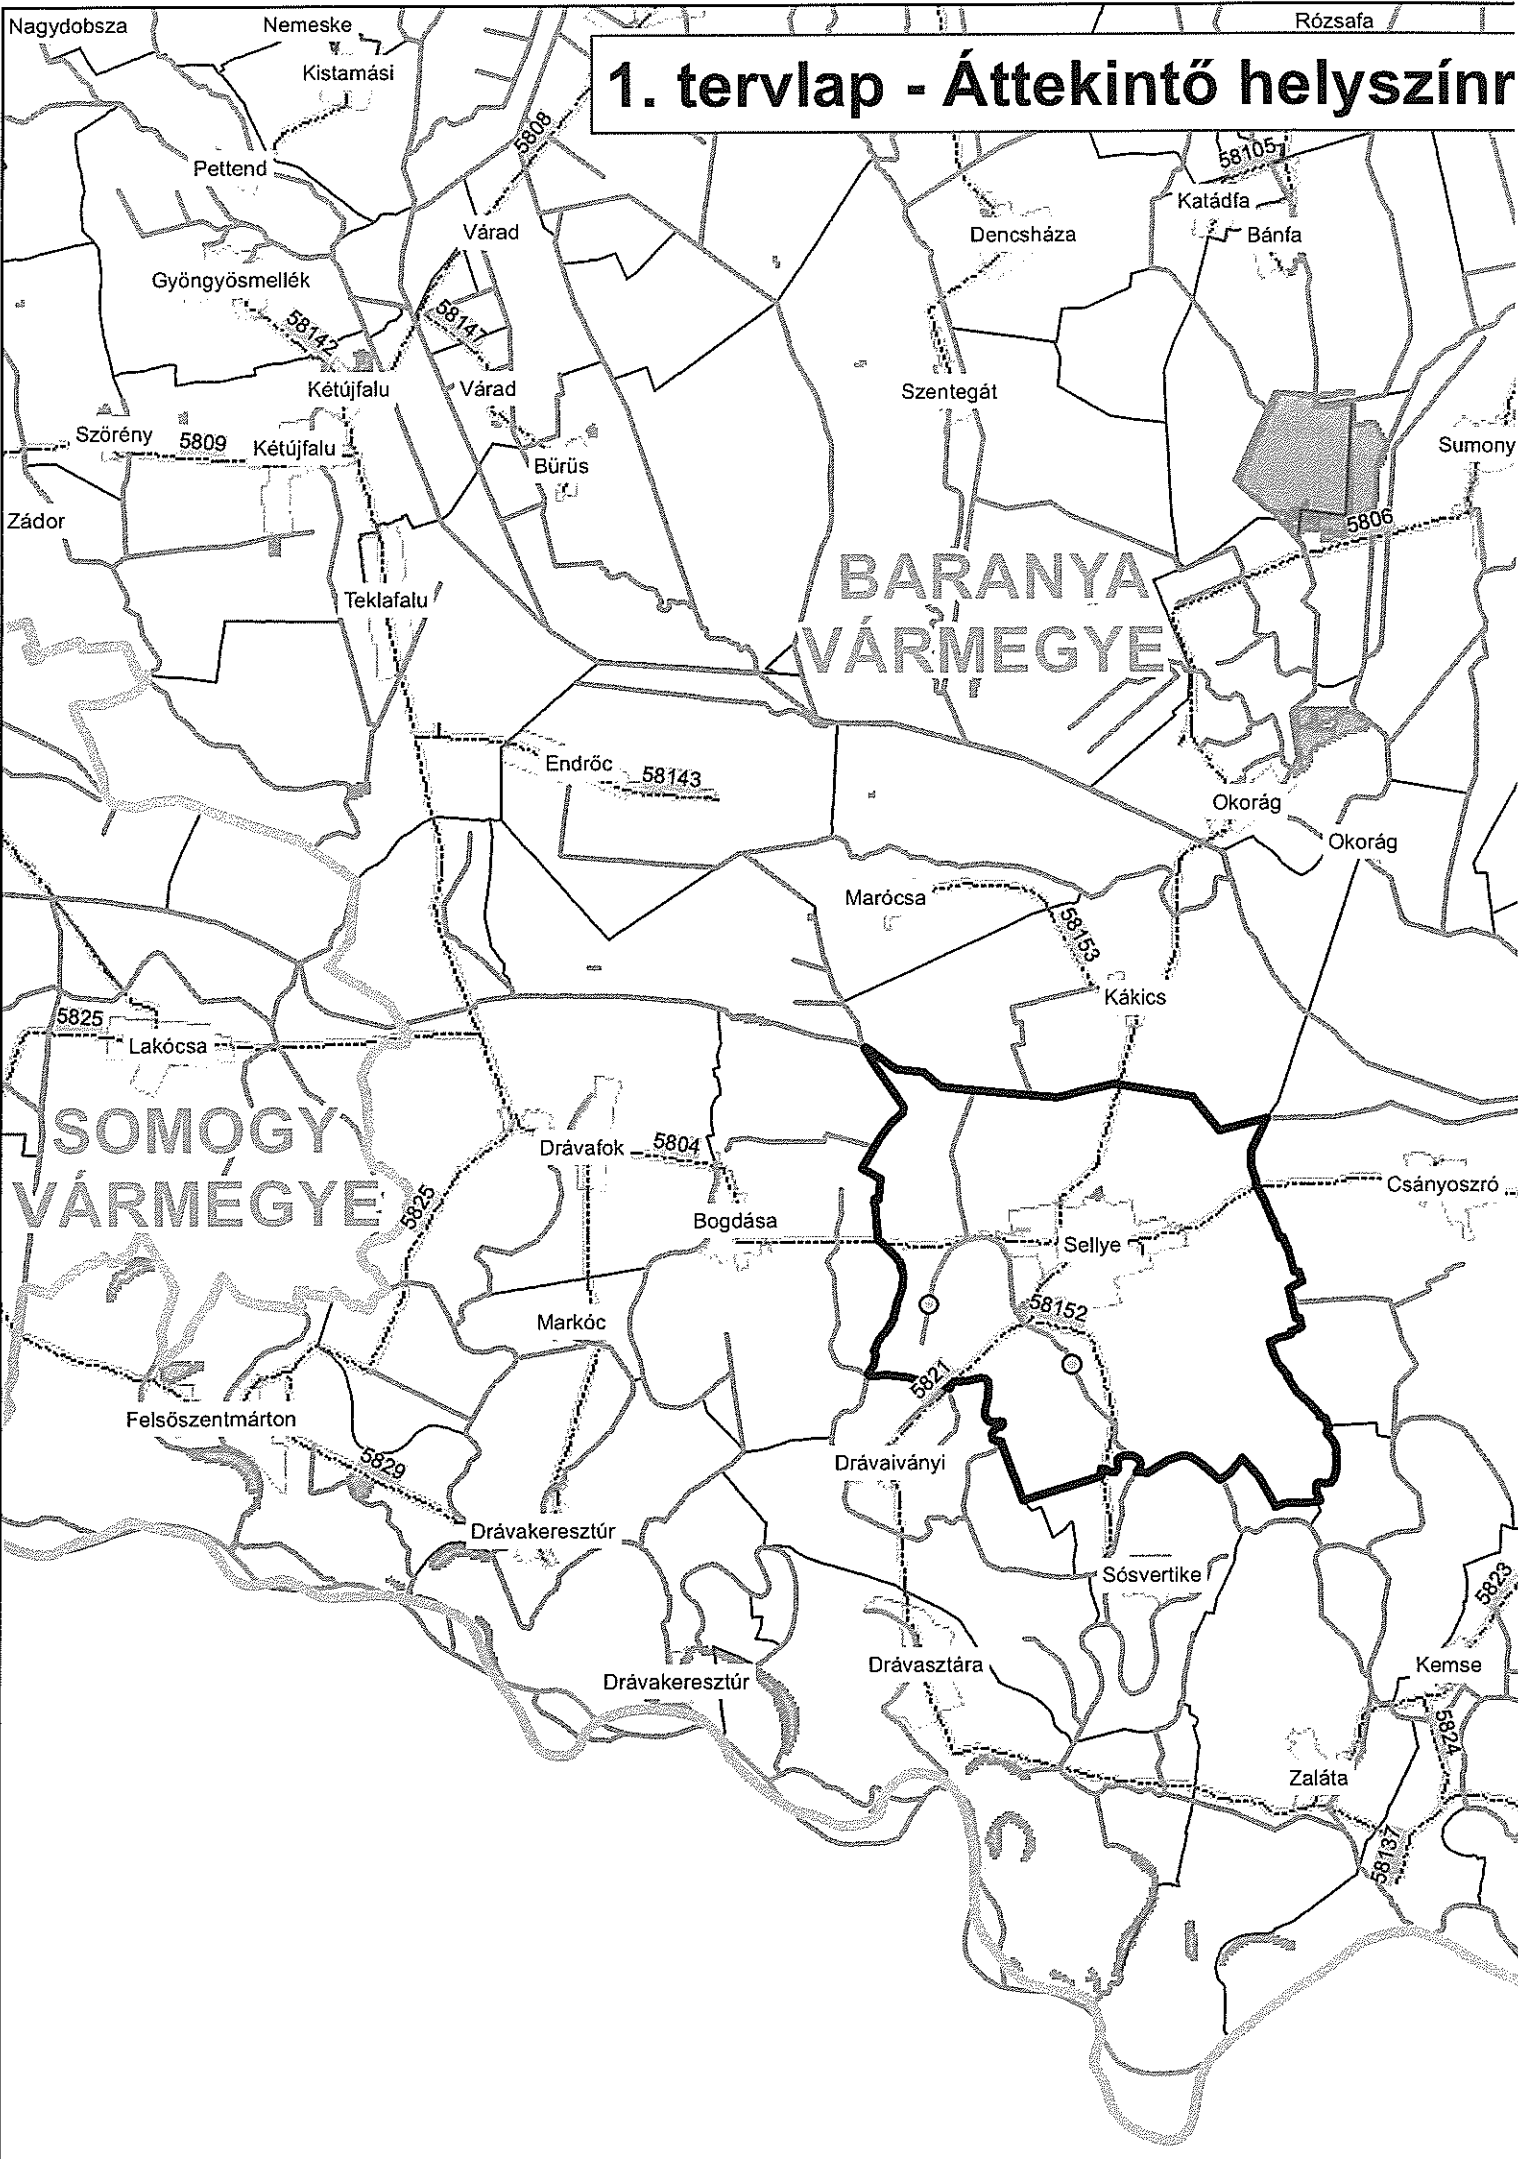 Nagydobsza
Nemeske
Rózsafa
Kistamási
1. tervlap - Áttekintő helyszínr
5808
58105
Pettend
Katádfa
Várad
Dencsháza
Bánfa
Gyöngyösmellék
58142
58147
Kétújfalu
Várad
Szentegát
Szörény
5809
Kétújfalu
Sumony
Bürüs
Zádor
5806
BARANYA
VÁRMEGYE
Teklafalu
Endrőc
58143
Okorág
Okorág
Marócsa
58153
Kákics
5825
Lakócsa
SOMOGY
VÁRMEGYE
Drávafok
5804
Csányoszró
5825
Bogdása
Sellye
58152
Markóc
5821
Felsőszentmárton
5829
Drávaiványi
Drávakeresztúr
Sósvertike
5823
Drávakeresztúr
Drávasztára
Kemse
5824
Zaláta
58137